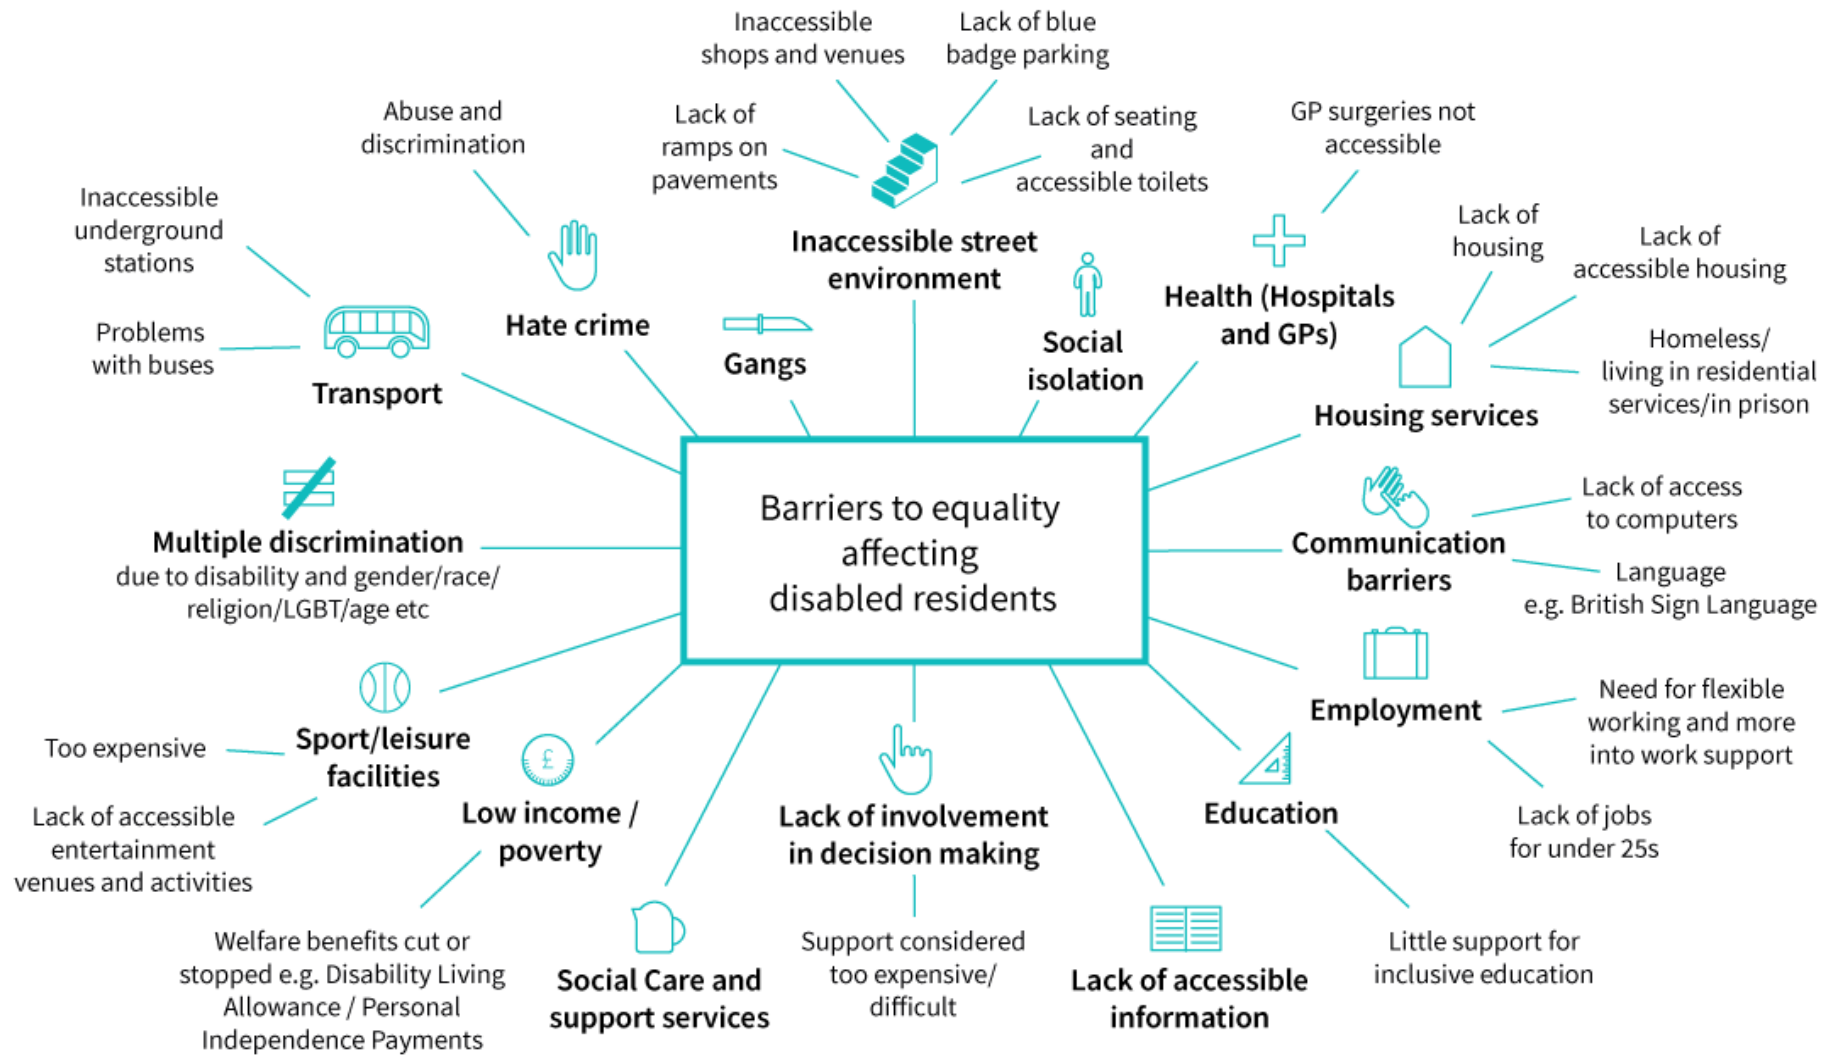 Inaccessible
shops and venues
Lack of blue
badge parking
Abuse and
discrimination
Lack of
ramps on
pavements
Lack of seating
and
accessible toilets
GP surgeries not
accessible
Inaccessible
underground
stations
Problems
with buses
Transport
Hate crime
Gangs
Inaccessible street
environment
Social
isolation
Health (Hospitals
and GPs)
Lack of
housing
Lack of
accessible housing
Homeless/
living in residential
services/in prison
Housing services
Multiple discrimination
due to disability and gender/race/
religion/LGBT/age etc
Barriers to equality
affecting
disabled residents
Communication
barriers
Lack of access
to computers
Language
e.g. British Sign Language
Employment
Need for flexible
working and more
into work support
Lack of jobs
for under 25s
Sport/leisure
facilities
Too expensive
Lack of accessible
entertainment
venues and activities
£
Low income /
poverty
Welfare benefits cut or
stopped e.g. Disability Living
Allowance / Personal
Independence Payments
Social Care and
support services
Lack of involvement
in decision making
Support considered
too expensive/
difficult
Lack of accessible
information
Education
Little support for
inclusive education